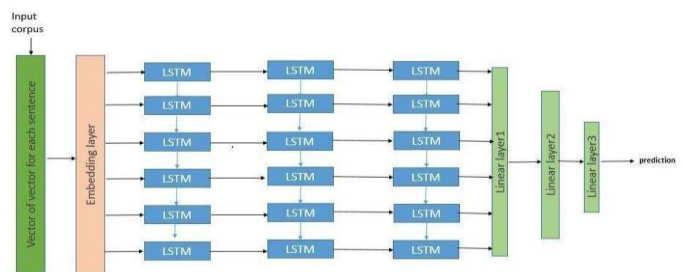 Input
corpus
Vector of vector for each sentence
Embedding layer
LSTM LSTM LSTM
LSTM LSTM LSTM
LSTM LSTM LSTM
LSTM LSTM LSTM
LSTM LSTM LSTM
LSTM LSTM LSTM
Linear layer1
Linear layer2
Linear layer3
prediction